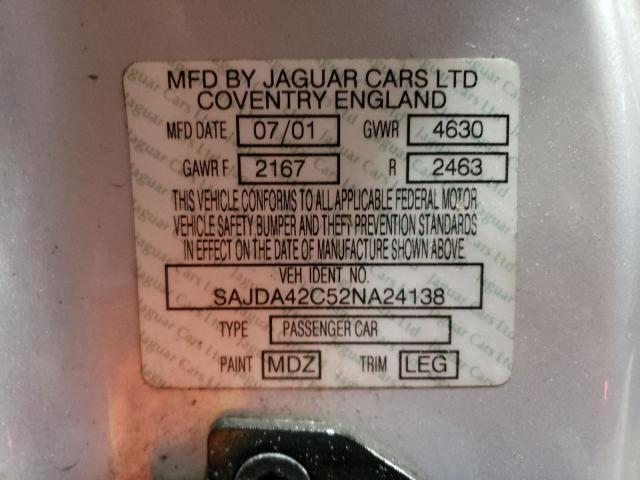 MFD BY JAGUAR CARS LTD
COVENTRY ENGLAND
MFD DATE 07/01 GVWR 4630
GAWR F 2167 R 2463
THIS VEHICLE CONFORMS TO ALL APPLICABLE FEDERAL MOTOR
VEHICLE SAFETY, BUMPER AND THEFT PREVENTION STANDARDS
IN EFFECT ON THE DATE OF MANUFACTURE SHOWN ABOVE.
VEH IDENT NO.
SAJDA42C52NA24138
TYPE PASSENGER CAR
PAINT MDZ TRIM LEG